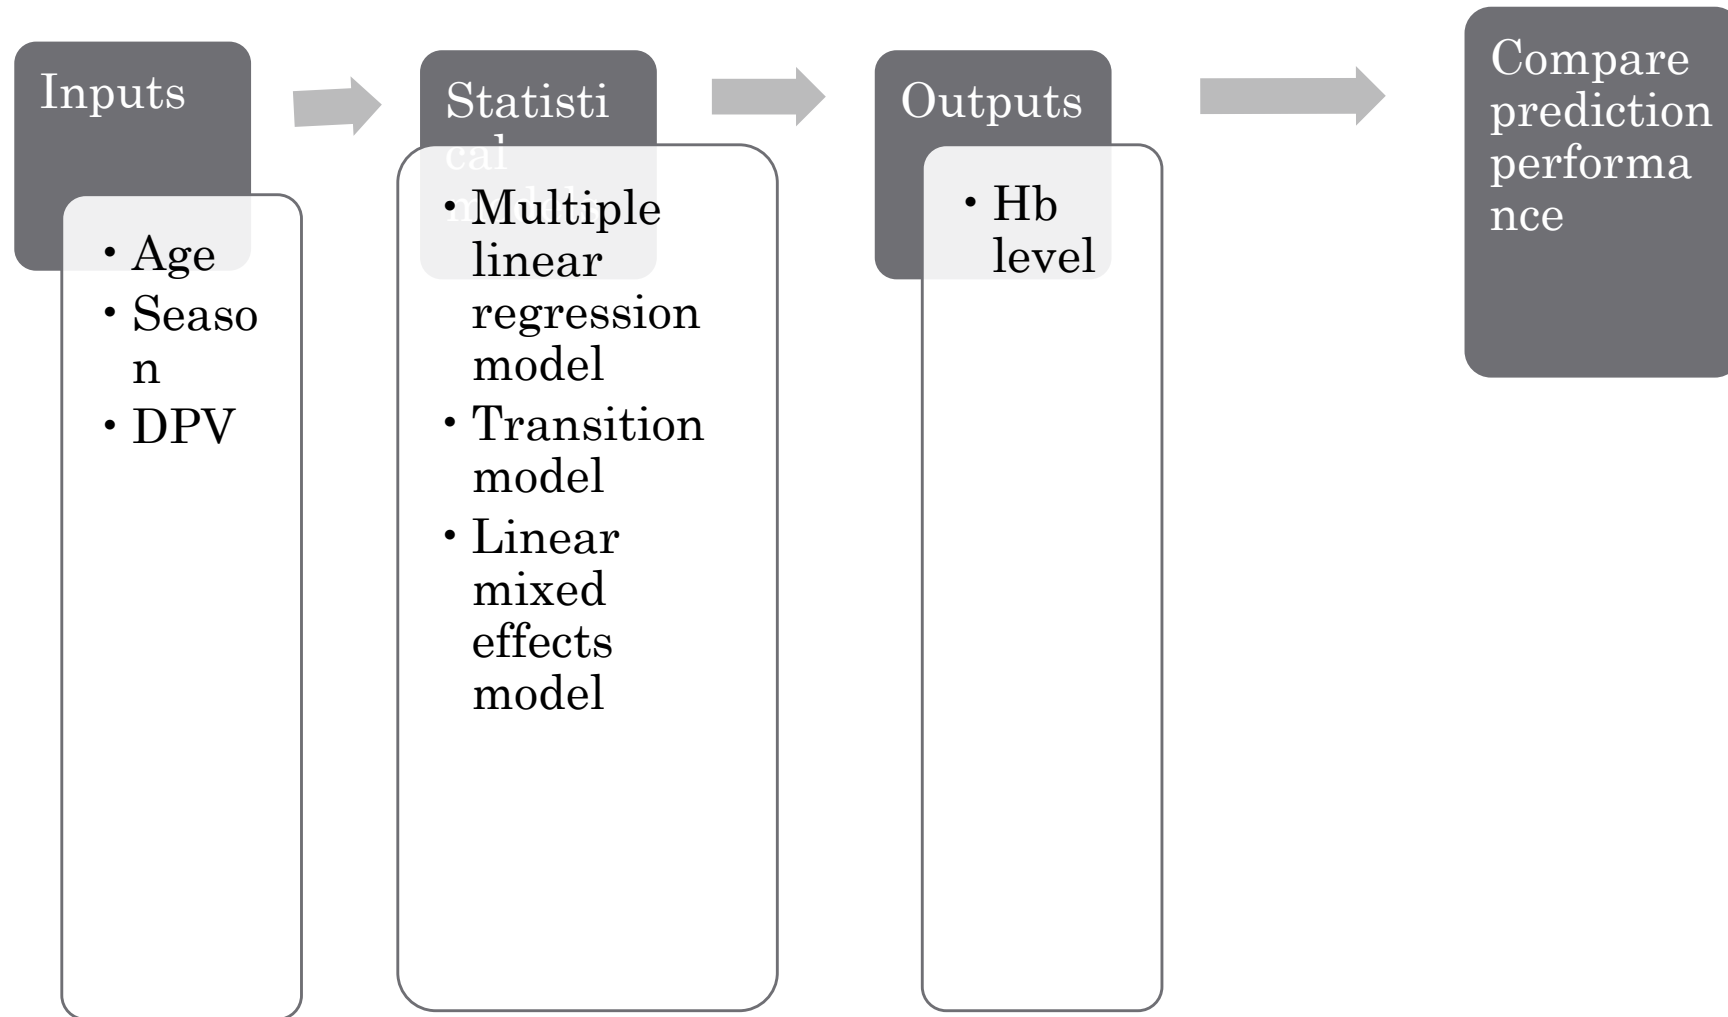 Inputs
• Age
• Seaso
n
• DPV
Statisti
cal
• Multiple
linear
regression
model
• Transition
model
• Linear
mixed
effects
model
Outputs
• Hb
level
Compare
prediction
performa
nce